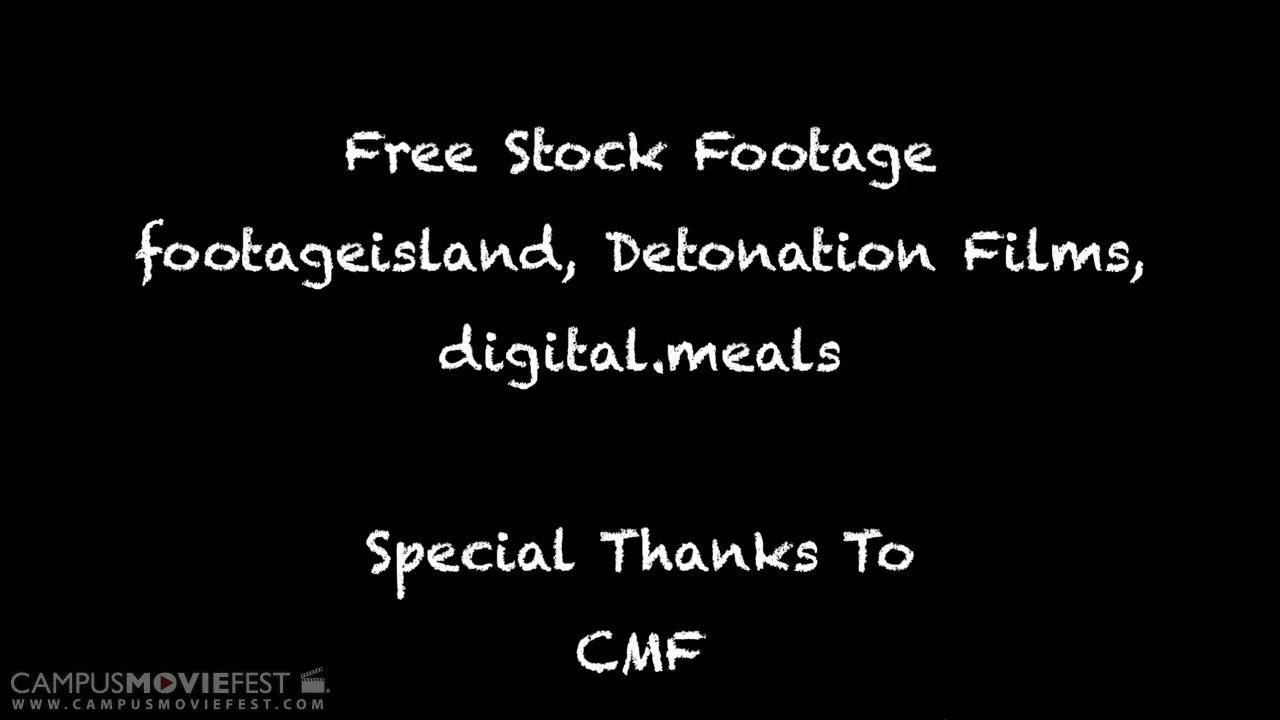 Free Stock Footage
footageisland, Detonation Films,
digital.meals
Special Thanks To
CMF
CAMPUSMOVIEFEST
WWW.CAMPUSMOVIEFEST.COM